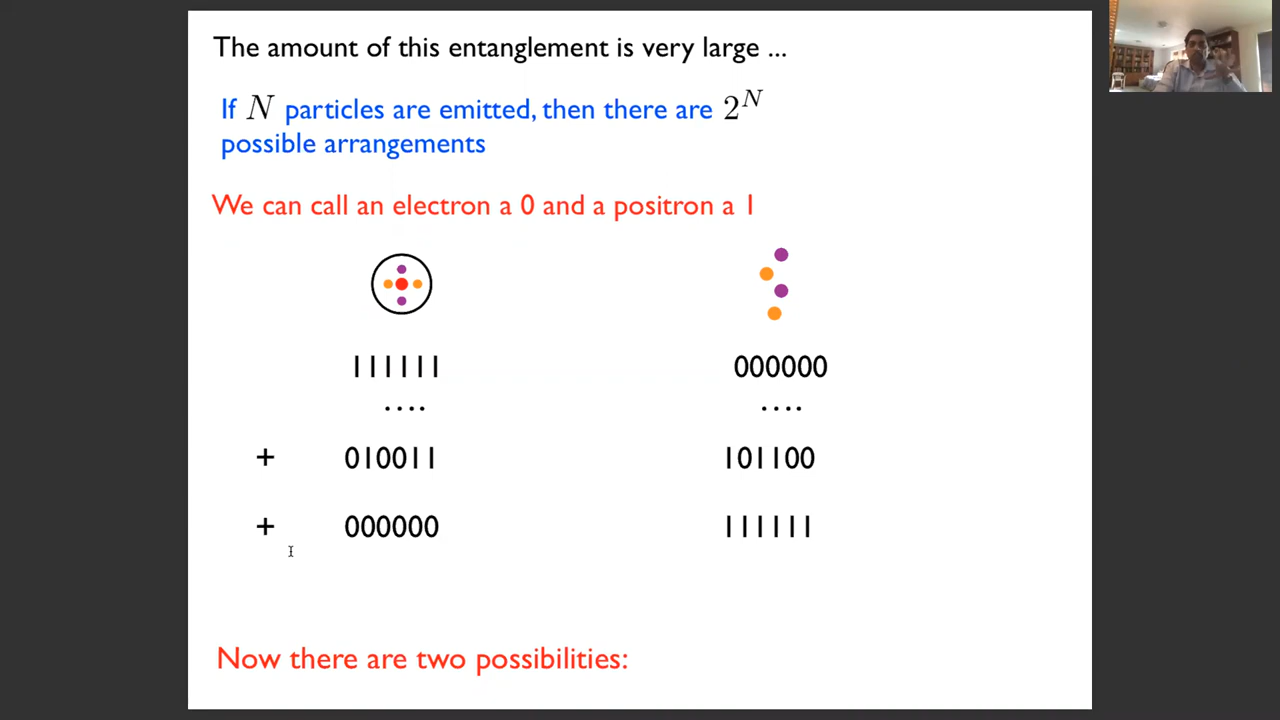 The amount of this entanglement is very large ...
If N particles are emitted, then there are 2^N
possible arrangements
We can call an electron a 0 and a positron a 1
111111 000000
.... ....
+ 010011 101100
+ 000000 111111
Now there are two possibilities: